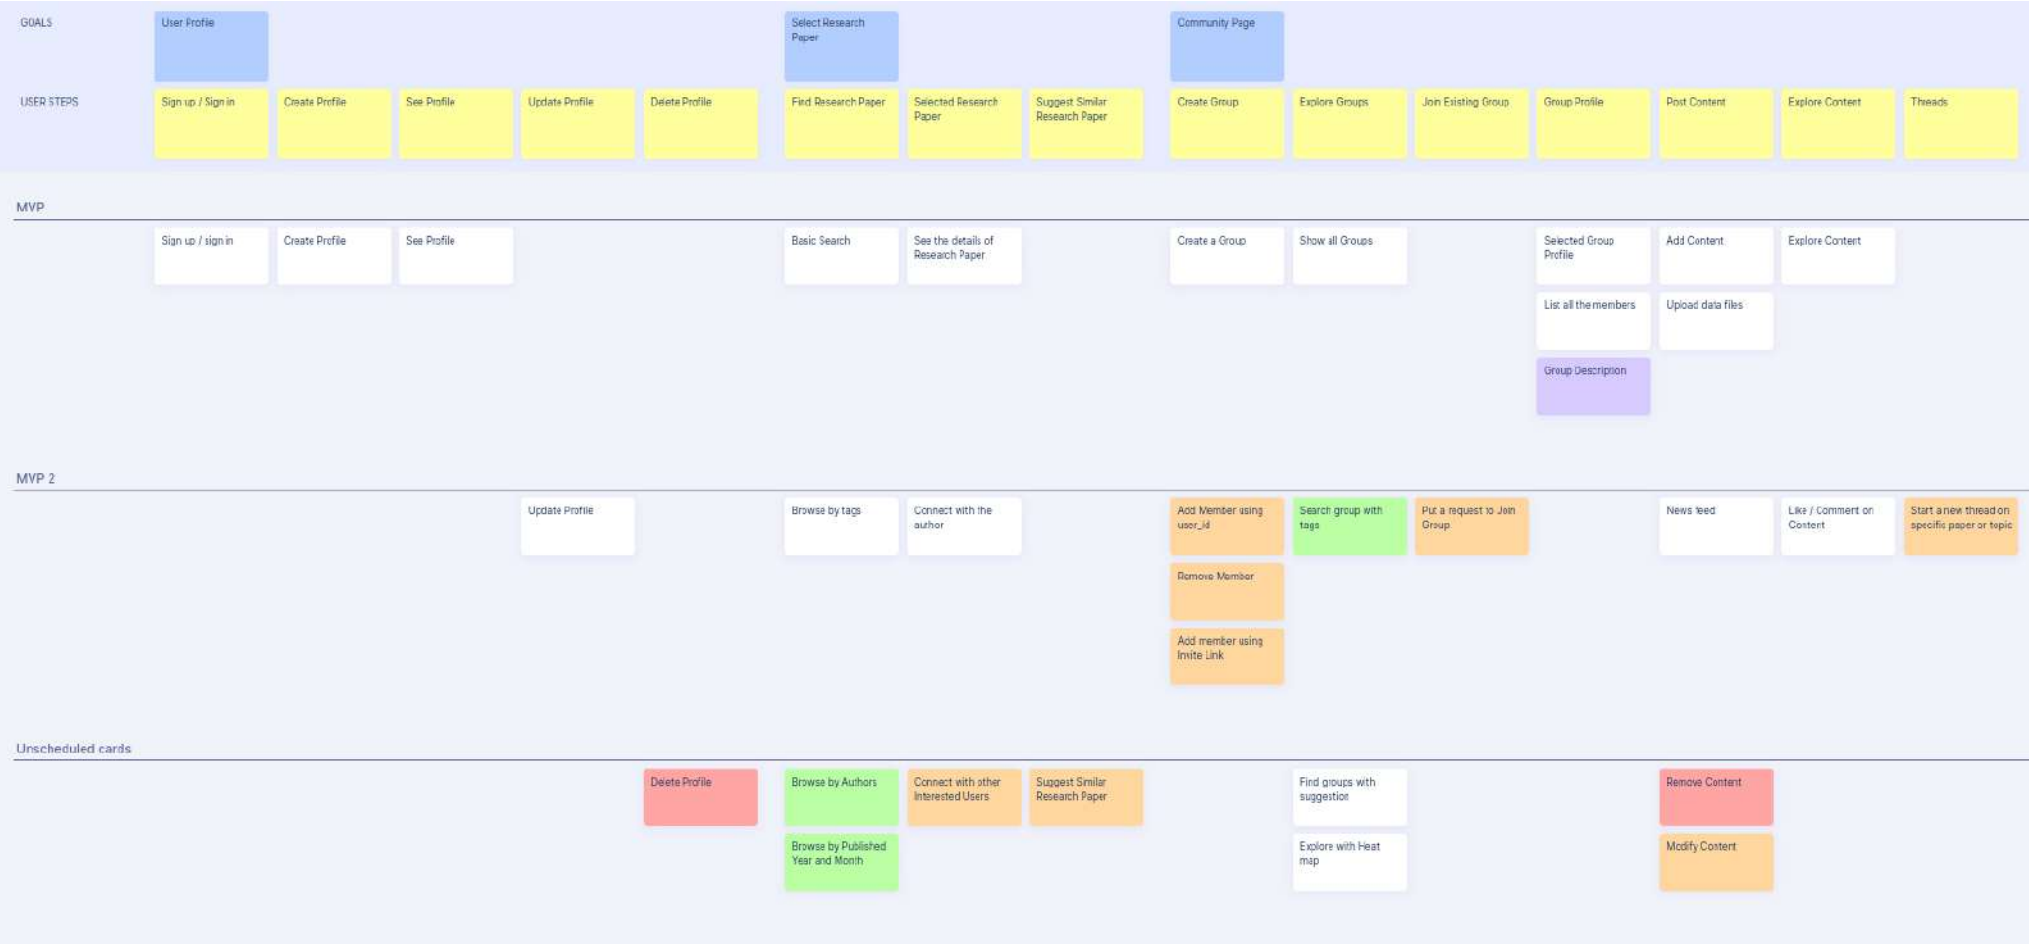 GOALS
User Profile
Select Research
Paper
Community Page
USER STEPS
Sign up / Sign in
Create Profile
See Profile
Update Profile
Delete Profile
Find Research Paper
Selected Research
Paper
Suggest Similar
Research Paper
Create Group
Explore Groups
Join Existing Group
Group Profile
Post Content
Explore Content
Threads
MVP
Sign up / sign in
Create Profile
See Profile
Basic Search
See the details of
Research Paper
Create a Group
Show all Groups
Selected Group
Profile
Add Content
Explore Content
List all the members
Upload data files
Group Description
MVP 2
Update Profile
Browse by tags
Connect with the
author
Add Member using
user_id
Search group with
tags
Put a request to Join
Group
News feed
Like / Comment on
Content
Start a new thread on
specific paper or topic
Remove Member
Add member using
Invite Link
Unscheduled cards
Delete Profile
Browse by Authors
Connect with other
Interested Users
Suggest Similar
Research Paper
Find groups with
suggestion
Remove Content
Browse by Published
Year and Month
Explore with Heat
map
Modify Content